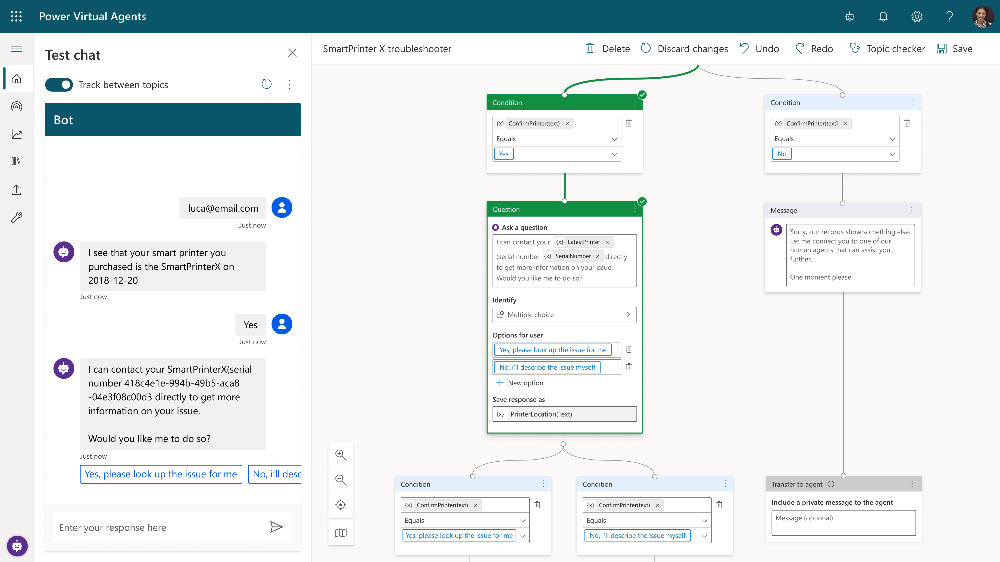 Power Virtual Agents
Test chat
Track between topics
Bot
luca@email.com
Just now
I see that your smart printer you
purchased is the SmartPrinterX on
2018-12-20
Just now
Yes
Just now
I can contact your SmartPrinterX(serial
number 418c4e1e-994b-49b5-aca8
-04e3f08c00d3 directly to get more
information on your issue.
Would you like me to do so?
Just now
Yes, please look up the issue for me
No, i'll desc
Enter your response here
SmartPrinter X troubleshooter
Delete
Discard changes
Undo
Redo
Topic checker
Save
Condition
{x} ConfirmPrinter(text)
Equals
Yes
Condition
{x} ConfirmPrinter(text)
Equals
No
Question
Ask a question
I can contact your {x} LatestPrinter
(serial number {x} SerialNumber directly
to get more information on your issue.
Would you like me to do so?
Identify
Multiple choice
Options for user
Yes, please look up the issue for me
No, i'll describe the issue myself
New option
Save response as
{x} PrinterLocation(Text)
Message
Sorry, our records show something else.
Let me connect you to one of our
human agents that can assist you
further.
One moment please.
Condition
{x} ConfirmPrinter(text)
Equals
Yes, please look up the issue for me
Condition
{x} ConfirmPrinter(text)
Equals
No, i'll describe the issue myself
Transfer to agent
Include a private message to the agent
Message (optional)